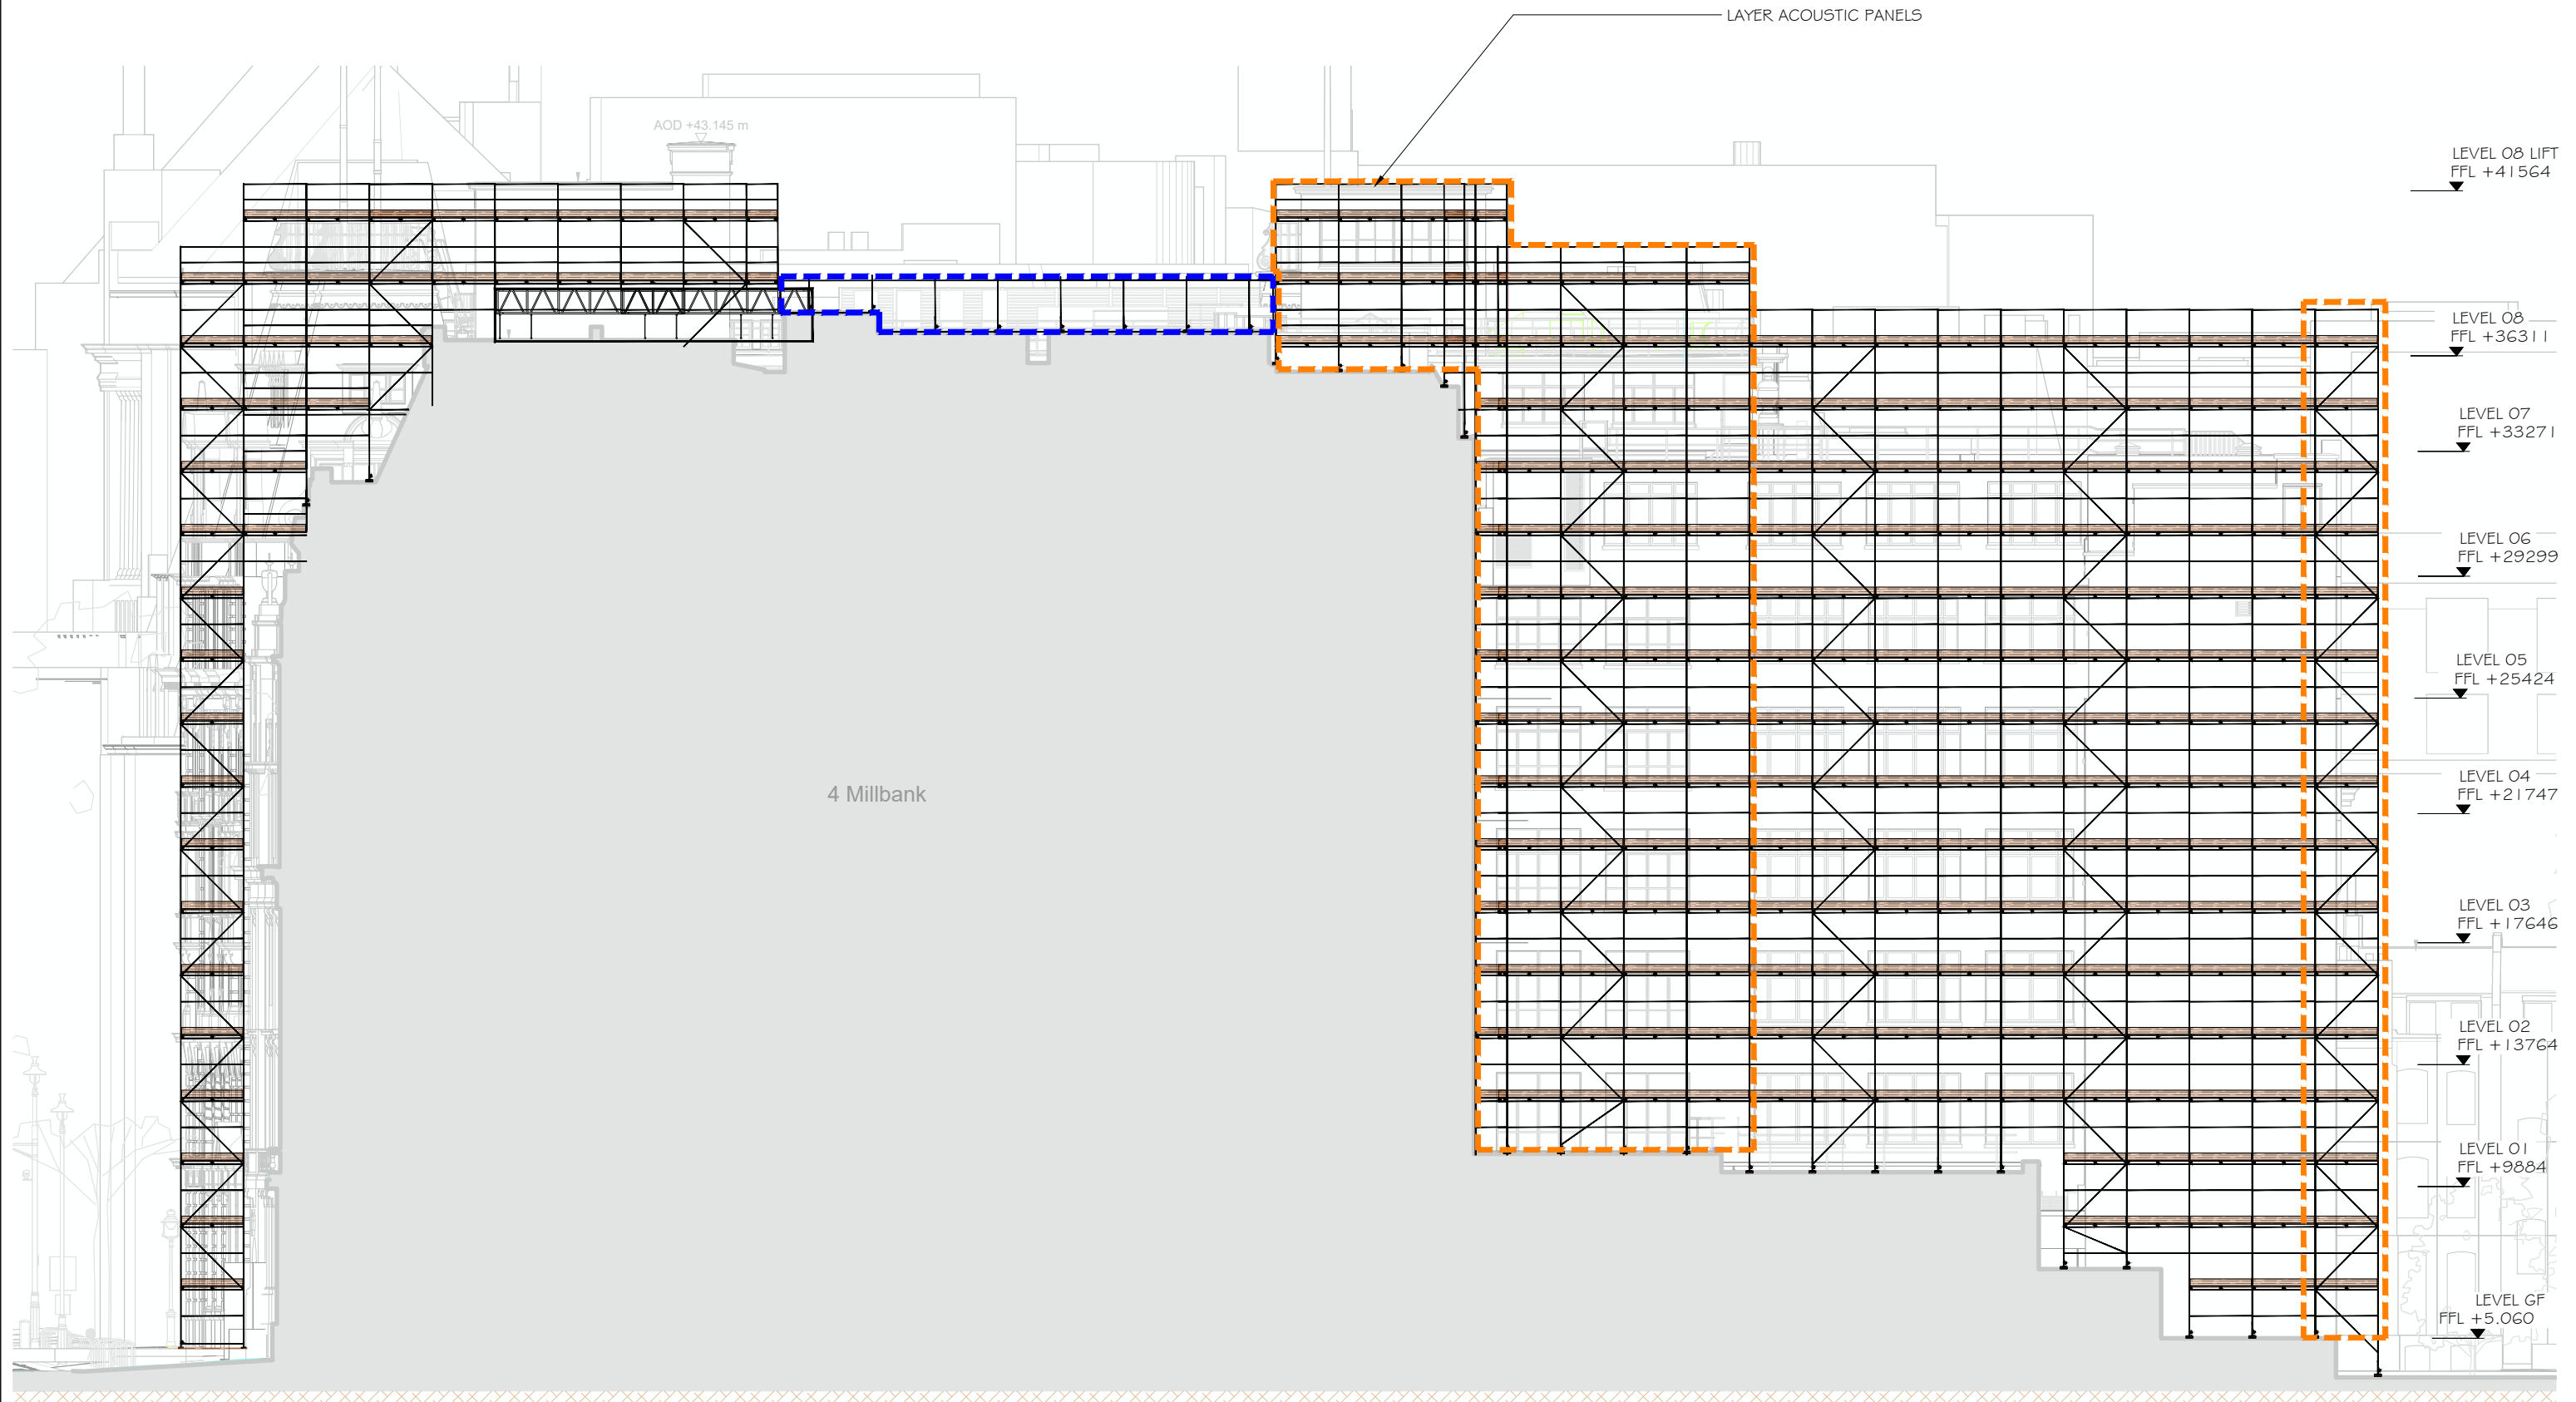 LAYER ACOUSTIC PANELS
AOD +43.145 m
LEVEL 08 LIFT
FFL +41564
LEVEL 08
FFL +36311
LEVEL 07
FFL +33271
LEVEL 06
FFL +29299
LEVEL 05
FFL +25424
4 Millbank
LEVEL 04
FFL +21747
LEVEL 03
FFL +17646
LEVEL 02
FFL +13764
LEVEL 01
FFL +9884
LEVEL GF
FFL +5.060